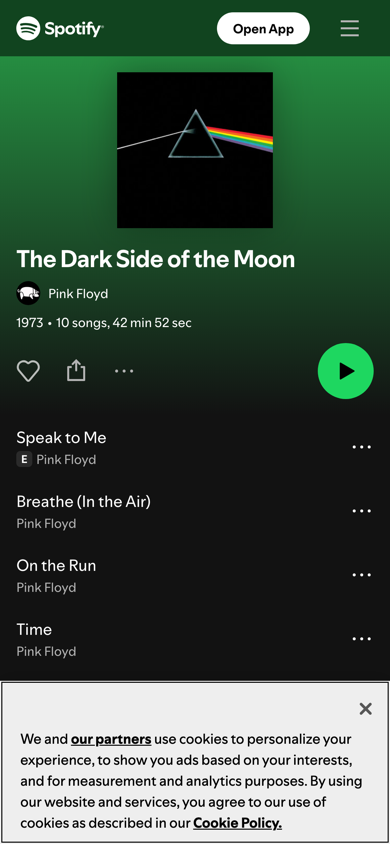 Spotify
Open App
The Dark Side of the Moon
Pink Floyd
1973 • 10 songs, 42 min 52 sec
Speak to Me
E Pink Floyd
Breathe (In the Air)
Pink Floyd
On the Run
Pink Floyd
Time
Pink Floyd
We and our partners use cookies to personalize your
experience, to show you ads based on your interests,
and for measurement and analytics purposes. By using
our website and services, you agree to our use of
cookies as described in our Cookie Policy.